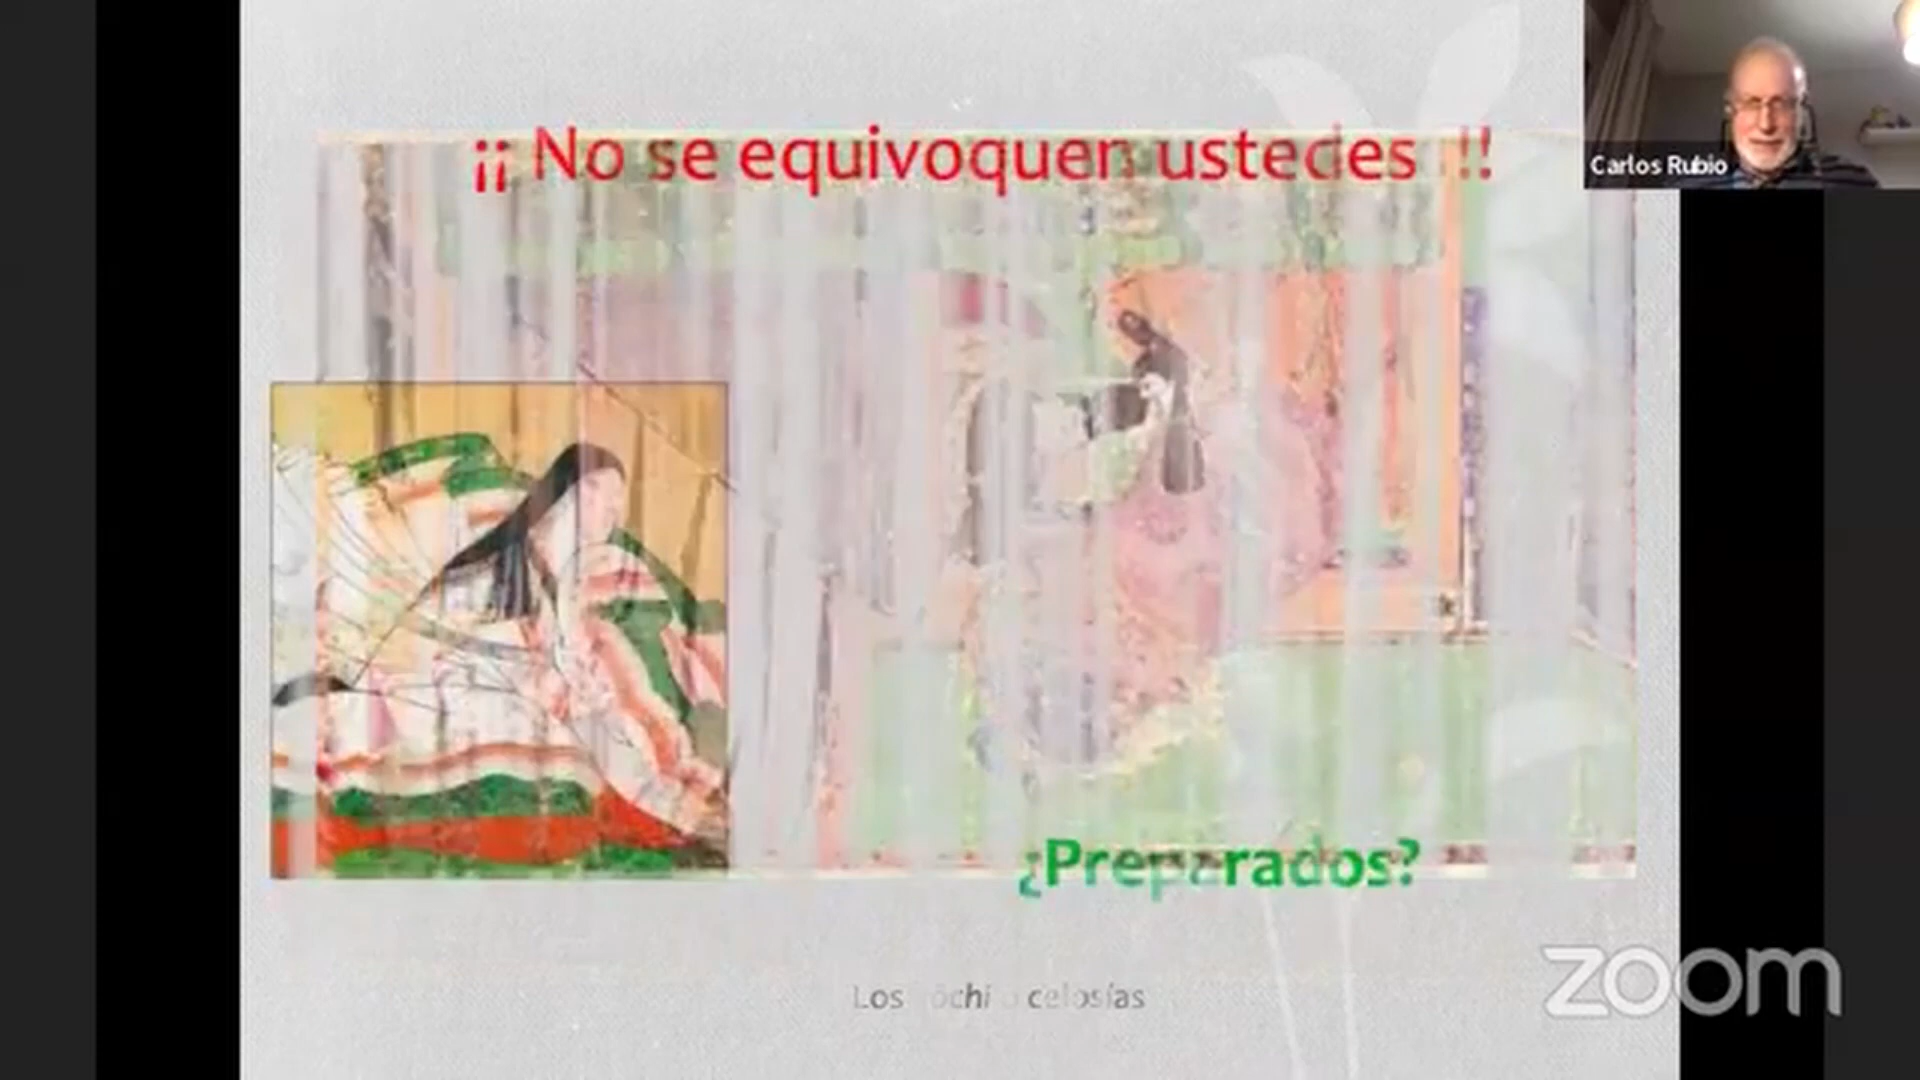 ¡¡ No se equivoquen ustedes !!
Carlos Rubio
¿Preparados?
Los celosías
zoom